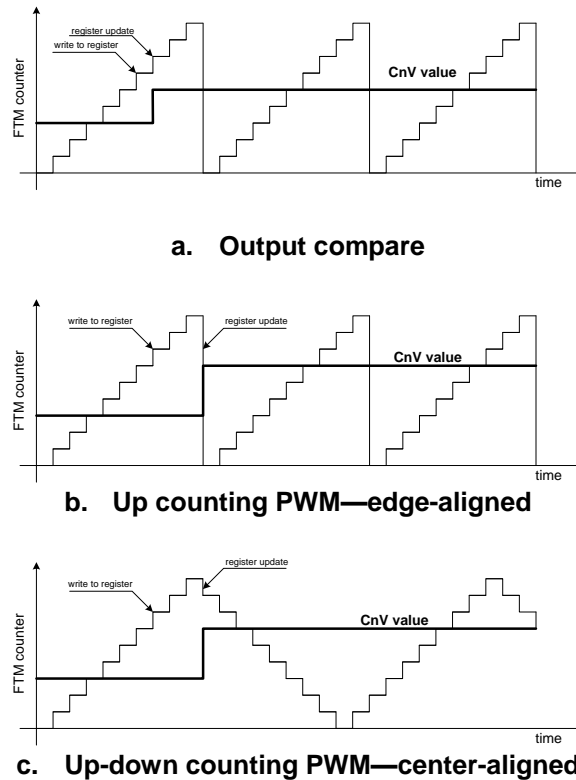 register update
write to register
CnV value
FTM counter
time
a. Output compare
write to register
register update
CnV value
FTM counter
time
b. Up counting PWM—edge-aligned
register update
write to register
CnV value
FTM counter
time
c. Up-down counting PWM—center-aligned